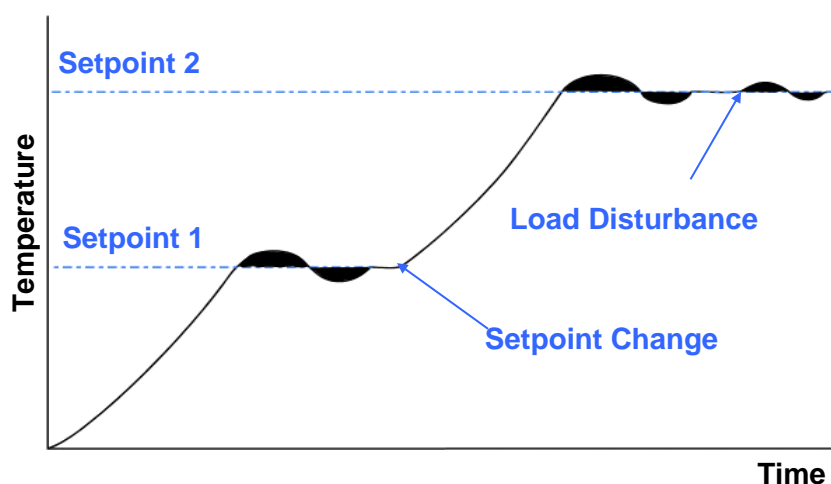 Setpoint 2
Temperature
Load Disturbance
Setpoint 1
Setpoint Change
Time